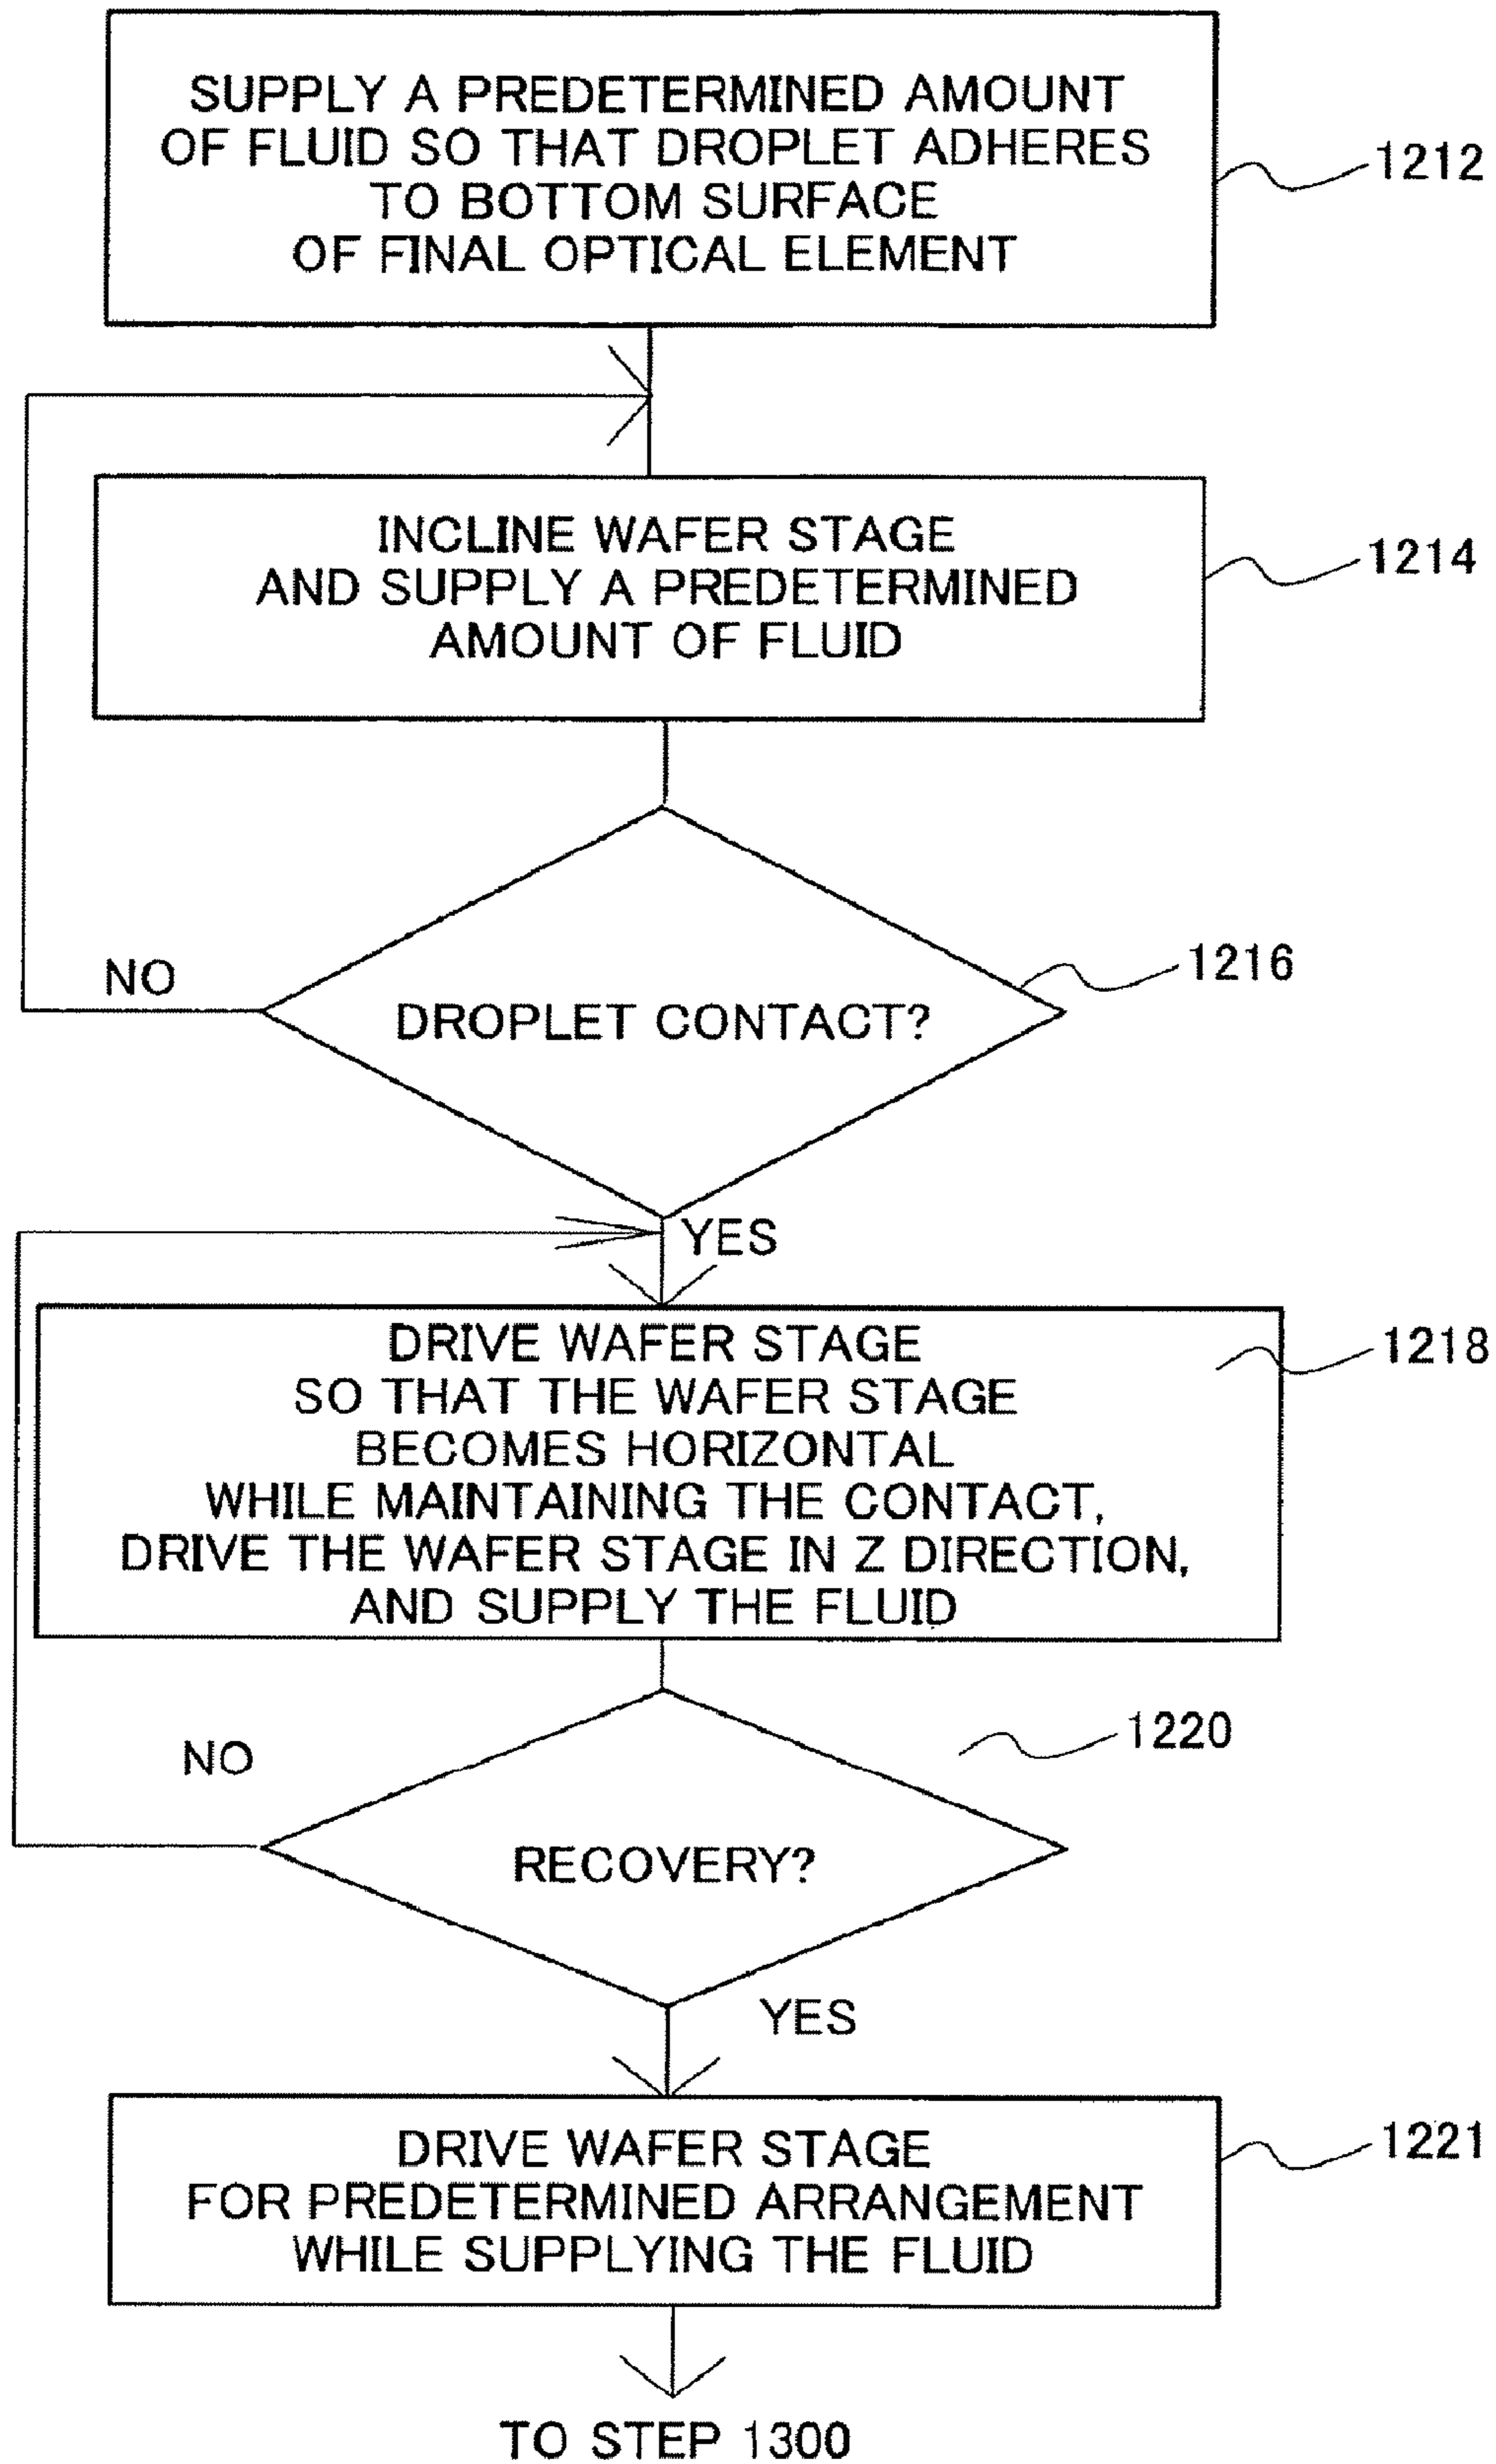 SUPPLY A PREDETERMINED AMOUNT
OF FLUID SO THAT DROPLET ADHERES
TO BOTTOM SURFACE
OF FINAL OPTICAL ELEMENT
1212
INCLINE WAFER STAGE
AND SUPPLY A PREDETERMINED
AMOUNT OF FLUID
1214
NO
DROPLET CONTACT?
1216
YES
DRIVE WAFER STAGE
SO THAT THE WAFER STAGE
BECOMES HORIZONTAL
WHILE MAINTAINING THE CONTACT,
DRIVE THE WAFER STAGE IN Z DIRECTION,
AND SUPPLY THE FLUID
1218
NO
RECOVERY?
1220
YES
DRIVE WAFER STAGE
FOR PREDETERMINED ARRANGEMENT
WHILE SUPPLYING THE FLUID
1221
TO STEP 1300